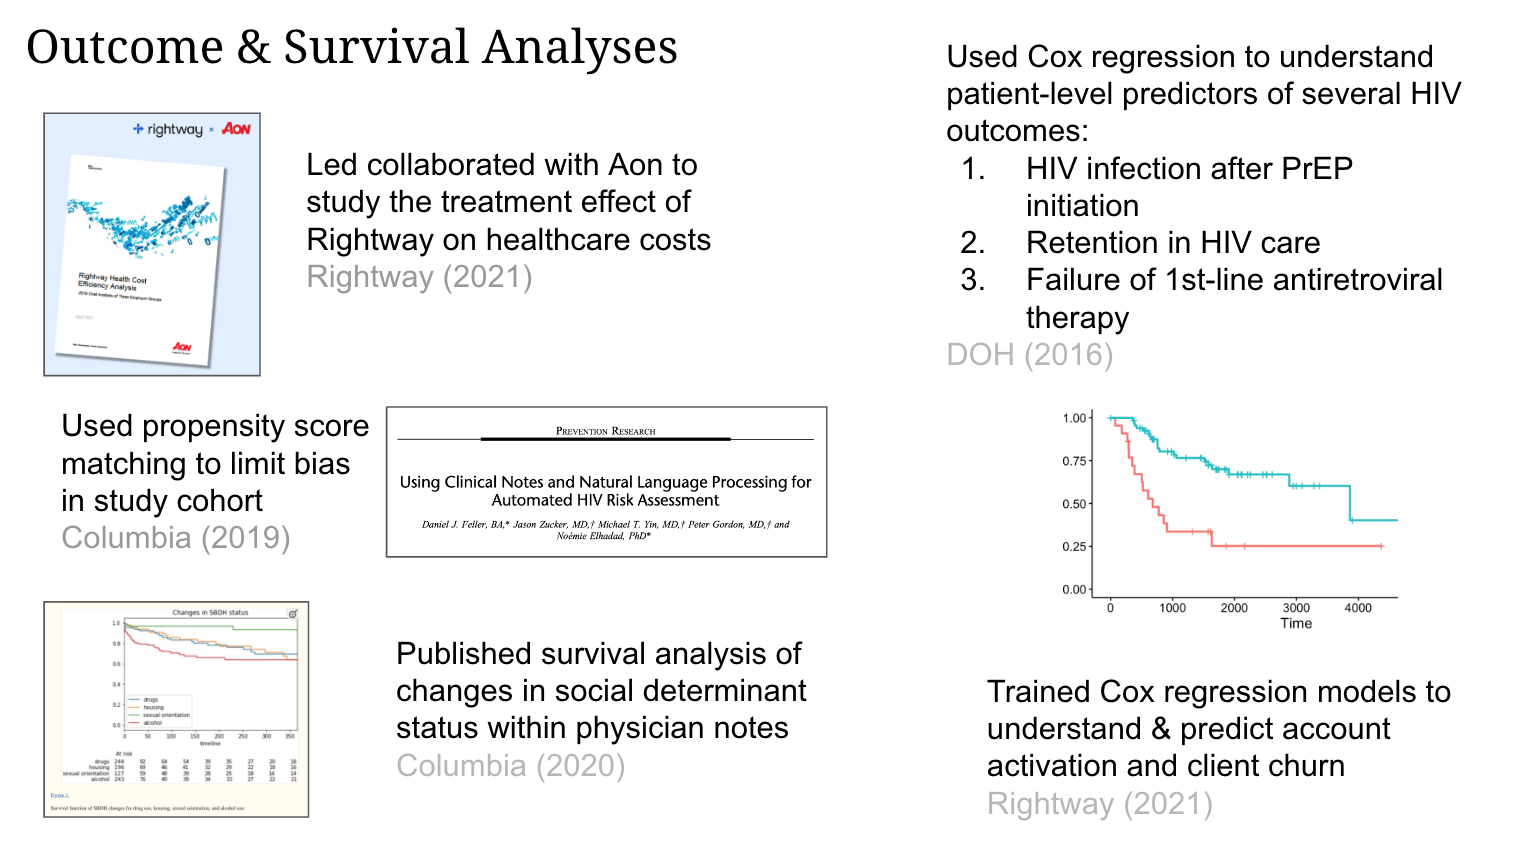 Outcome & Survival Analyses
rightway × AON
Rightway Health Cost
Efficiency Analysis
2019 Cost Analysis of Three Employer Groups
AON
Led collaborated with Aon to
study the treatment effect of
Rightway on healthcare costs
Rightway (2021)
Used propensity score
matching to limit bias
in study cohort
Columbia (2019)
Prevention Research
Using Clinical Notes and Natural Language Processing for
Automated HIV Risk Assessment
Daniel J. Feller, BA,* Jason Zucker, MD,† Michael T. Yin, MD,† Peter Gordon, MD,† and
Noémie Elhadad, PhD*
Changes in SBDH status
1.0
0.8
0.6
0.4
0.2
0.0
drugs
housing
sexual orientation
alcohol
0 50 100 150 200 250 300 350
timeline
At risk
drugs 244 92 64 54 39 35 27 20 18
housing 196 69 46 41 32 29 22 18 16
sexual orientation 127 59 48 39 28 25 18 16 14
alcohol 243 76 49 39 34 33 27 22 21
Figure 1.
Survival function of SBDH changes for drug use, housing, sexual orientation, and alcohol use.
Published survival analysis of
changes in social determinant
status within physician notes
Columbia (2020)
Used Cox regression to understand
patient-level predictors of several HIV
outcomes:
1. HIV infection after PrEP
initiation
2. Retention in HIV care
3. Failure of 1st-line antiretroviral
therapy
DOH (2016)
1.00
0.75
0.50
0.25
0.00
0 1000 2000 3000 4000
Time
Trained Cox regression models to
understand & predict account
activation and client churn
Rightway (2021)